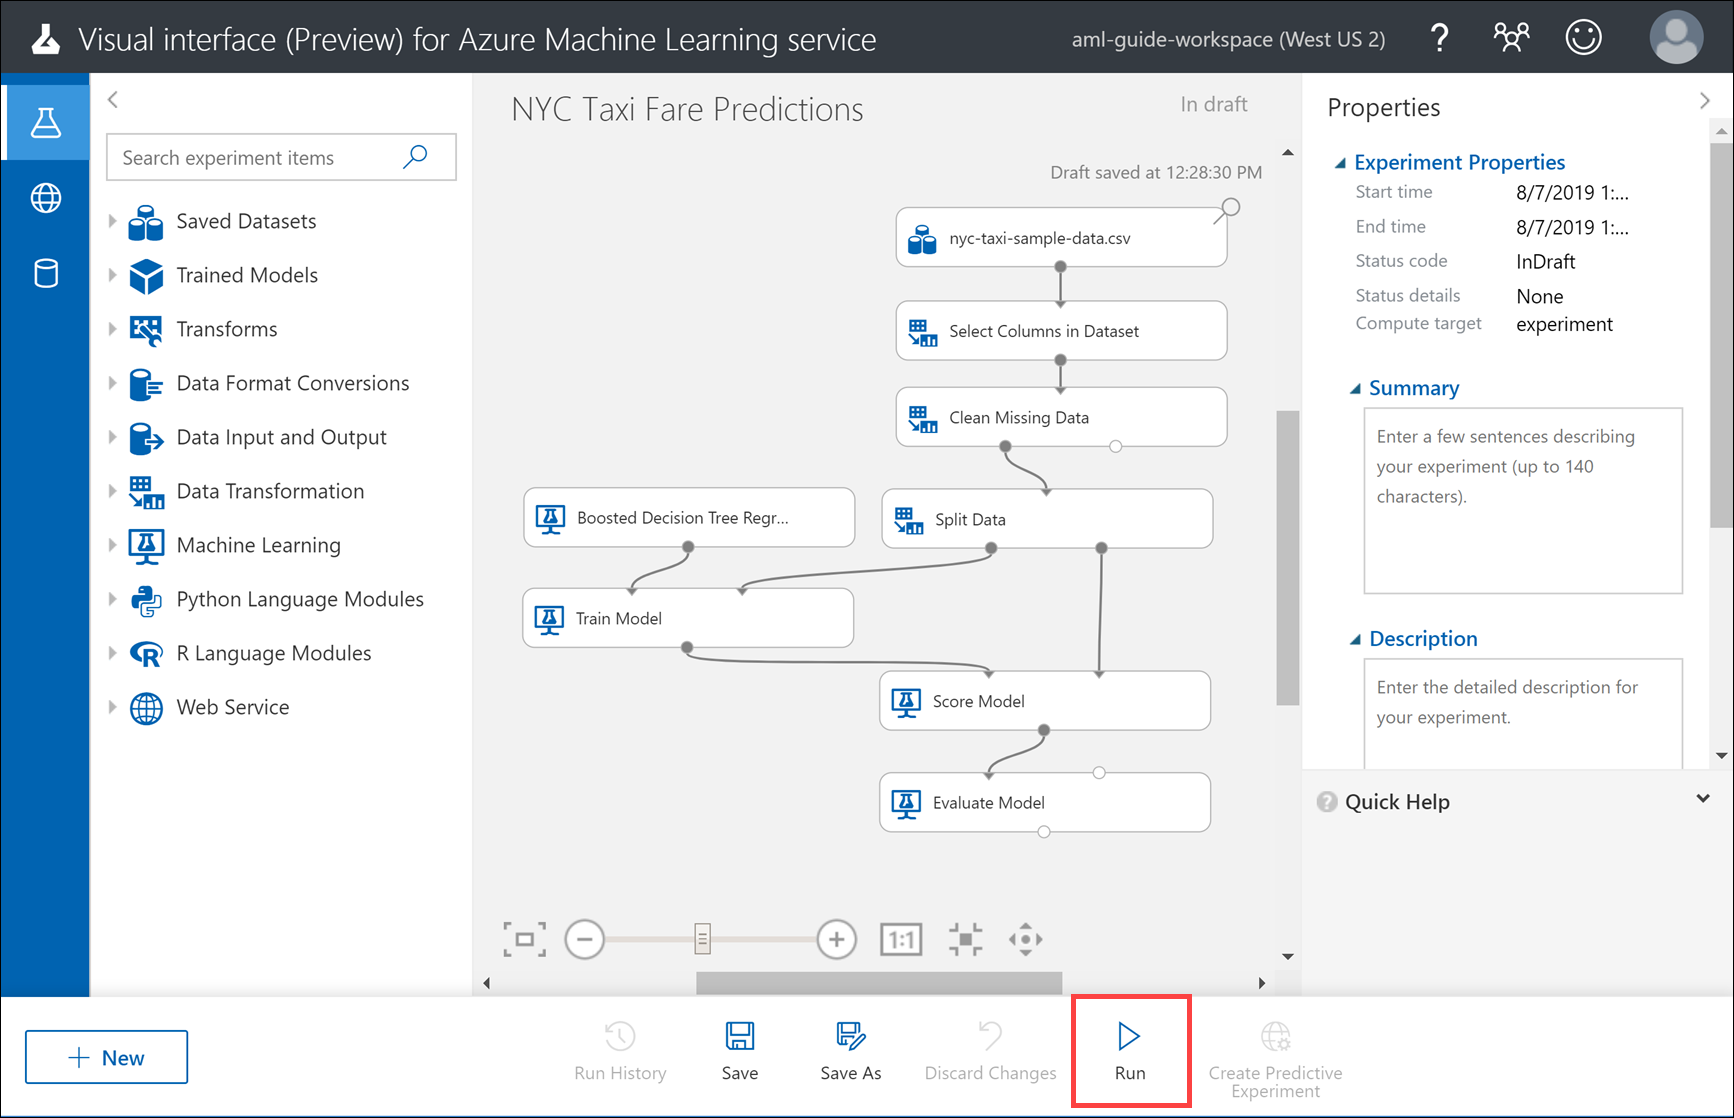 Visual interface (Preview) for Azure Machine Learning service
aml-guide-workspace (West US 2)
?
Search experiment items
Saved Datasets
Trained Models
Transforms
Data Format Conversions
Data Input and Output
Data Transformation
Machine Learning
Python Language Modules
R Language Modules
Web Service
NYC Taxi Fare Predictions
In draft
Draft saved at 12:28:30 PM
nyc-taxi-sample-data.csv
Select Columns in Dataset
Clean Missing Data
Boosted Decision Tree Regr...
Split Data
Train Model
Score Model
Evaluate Model
1:1
Properties
Experiment Properties
Start time 8/7/2019 1:...
End time 8/7/2019 1:...
Status code InDraft
Status details None
Compute target experiment
Summary
Enter a few sentences describing
your experiment (up to 140
characters).
Description
Enter the detailed description for
your experiment.
? Quick Help
+ New
Run History
Save
Save As
Discard Changes
Run
Create Predictive
Experiment